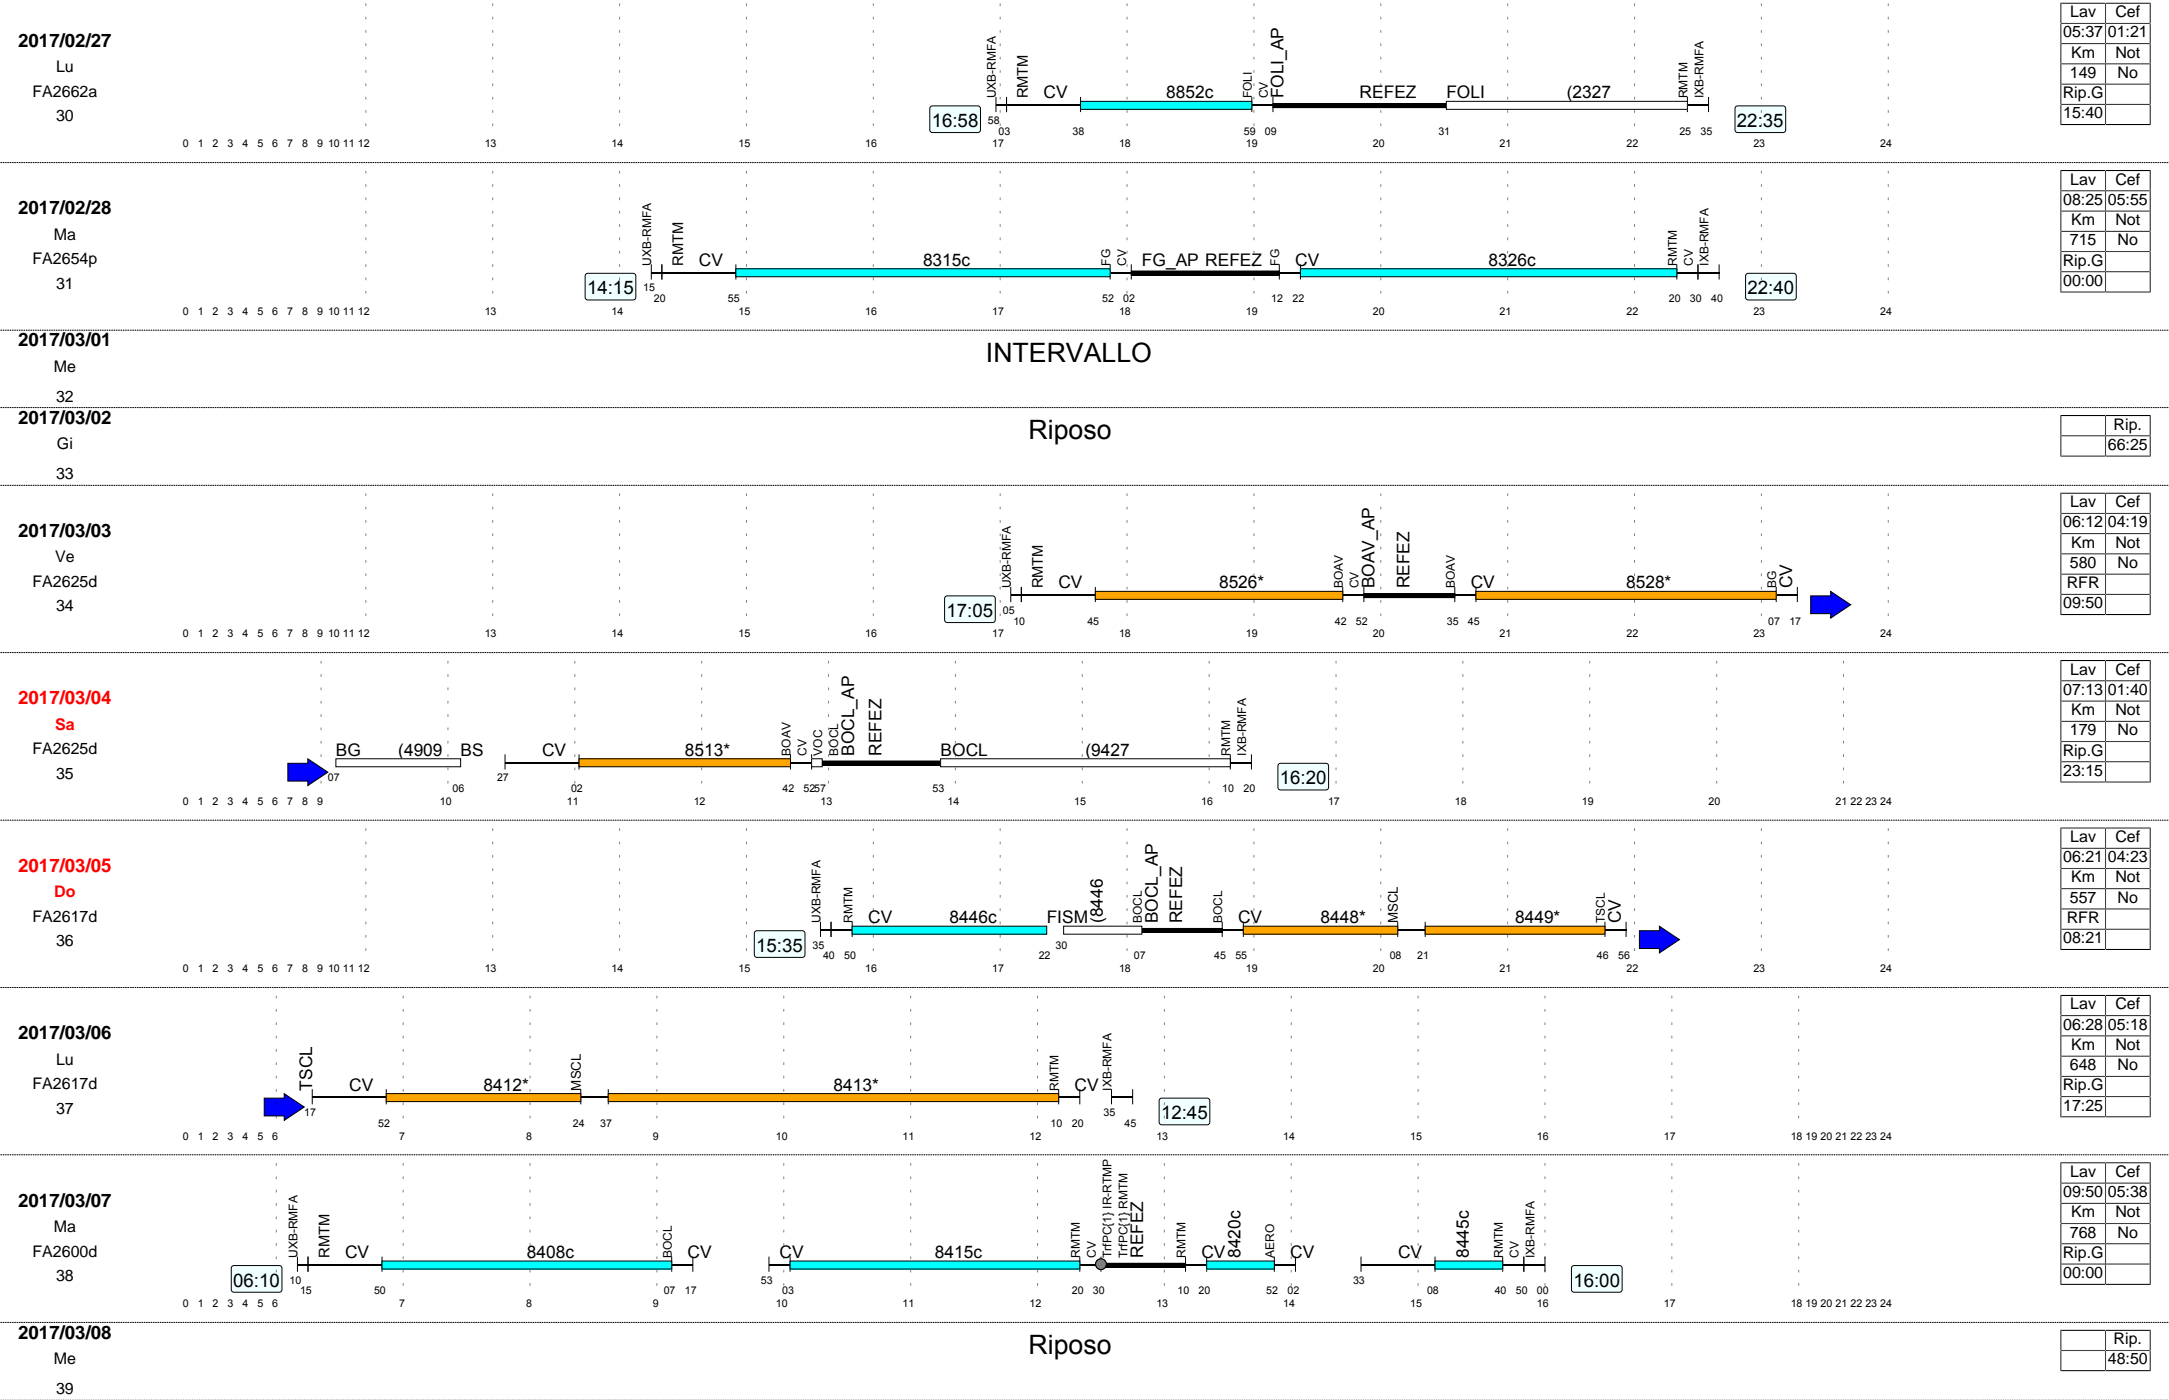 2017/02/27
Lu
FA2662a
30
16:58
UXB-RMFA
RMTM
CV
8852c
FOLI
CV
FOLI_AP
REFEZ
FOLI
(2327
RMTM
IXB-RMFA
22:35
58 03 38 59 09 31 25 35
0 1 2 3 4 5 6 7 8 9 10 11 12 13 14 15 16 17 18 19 20 21 22 23 24
Lav Cef
05:37 01:21
Km Not
149 No
Rip.G
15:40
2017/02/28
Ma
FA2654p
31
14:15
UXB-RMFA
RMTM
CV
8315c
FG
CV
FG_AP REFEZ
FG
CV
8326c
RMTM
CV
IXB-RMFA
22:40
15 20 55 52 02 12 22 20 30 40
0 1 2 3 4 5 6 7 8 9 10 11 12 13 14 15 16 17 18 19 20 21 22 23 24
Lav Cef
08:25 05:55
Km Not
715 No
Rip.G
00:00
2017/03/01
Me
32
INTERVALLO
2017/03/02
Gi
33
Riposo
Rip.
66:25
2017/03/03
Ve
FA2625d
34
17:05
UXB-RMFA
RMTM
CV
8526*
BOAV
CV
BOAV_AP
REFEZ
BOAV
CV
8528*
BG
CV
05 10 45 42 52 35 45 07 17
0 1 2 3 4 5 6 7 8 9 10 11 12 13 14 15 16 17 18 19 20 21 22 23 24
Lav Cef
06:12 04:19
Km Not
580 No
RFR
09:50
2017/03/04
Sa
FA2625d
35
BG
(4909
BS
CV
8513*
BOAV
CV
VOC
BOCL
BOCL_AP
REFEZ
BOCL
(9427
RMTM
IXB-RMFA
16:20
07 06 27 02 42 52 57 53 10 20
0 1 2 3 4 5 6 7 8 9 10 11 12 13 14 15 16 17 18 19 20 21 22 23 24
Lav Cef
07:13 01:40
Km Not
179 No
Rip.G
23:15
2017/03/05
Do
FA2617d
36
15:35
UXB-RMFA
RMTM
CV
8446c
FISM
(8446
BOCL
BOCL_AP
REFEZ
BOCL
CV
8448*
MSCL
8449*
TSCL
CV
35 40 50 22 30 07 45 55 08 21 46 56
0 1 2 3 4 5 6 7 8 9 10 11 12 13 14 15 16 17 18 19 20 21 22 23 24
Lav Cef
06:21 04:23
Km Not
557 No
RFR
08:21
2017/03/06
Lu
FA2617d
37
TSCL
CV
8412*
MSCL
8413*
RMTM
CV
IXB-RMFA
12:45
17 52 24 37 10 20 35 45
0 1 2 3 4 5 6 7 8 9 10 11 12 13 14 15 16 17 18 19 20 21 22 23 24
Lav Cef
06:28 05:18
Km Not
648 No
Rip.G
17:25
2017/03/07
Ma
FA2600d
38
06:10
UXB-RMFA
RMTM
CV
8408c
BOCL
CV
CV
8415c
RMTM
CV
TrfPC{1} IR-RTMP
TrfPC{1} RMTM
REFEZ
RMTM
CV
8420c
AERO
CV
CV
8445c
RMTM
CV
IXB-RMFA
16:00
10 15 50 07 17 53 03 20 30 10 20 52 02 33 08 40 50 00
0 1 2 3 4 5 6 7 8 9 10 11 12 13 14 15 16 17 18 19 20 21 22 23 24
Lav Cef
09:50 05:38
Km Not
768 No
Rip.G
00:00
2017/03/08
Me
39
Riposo
Rip.
48:50